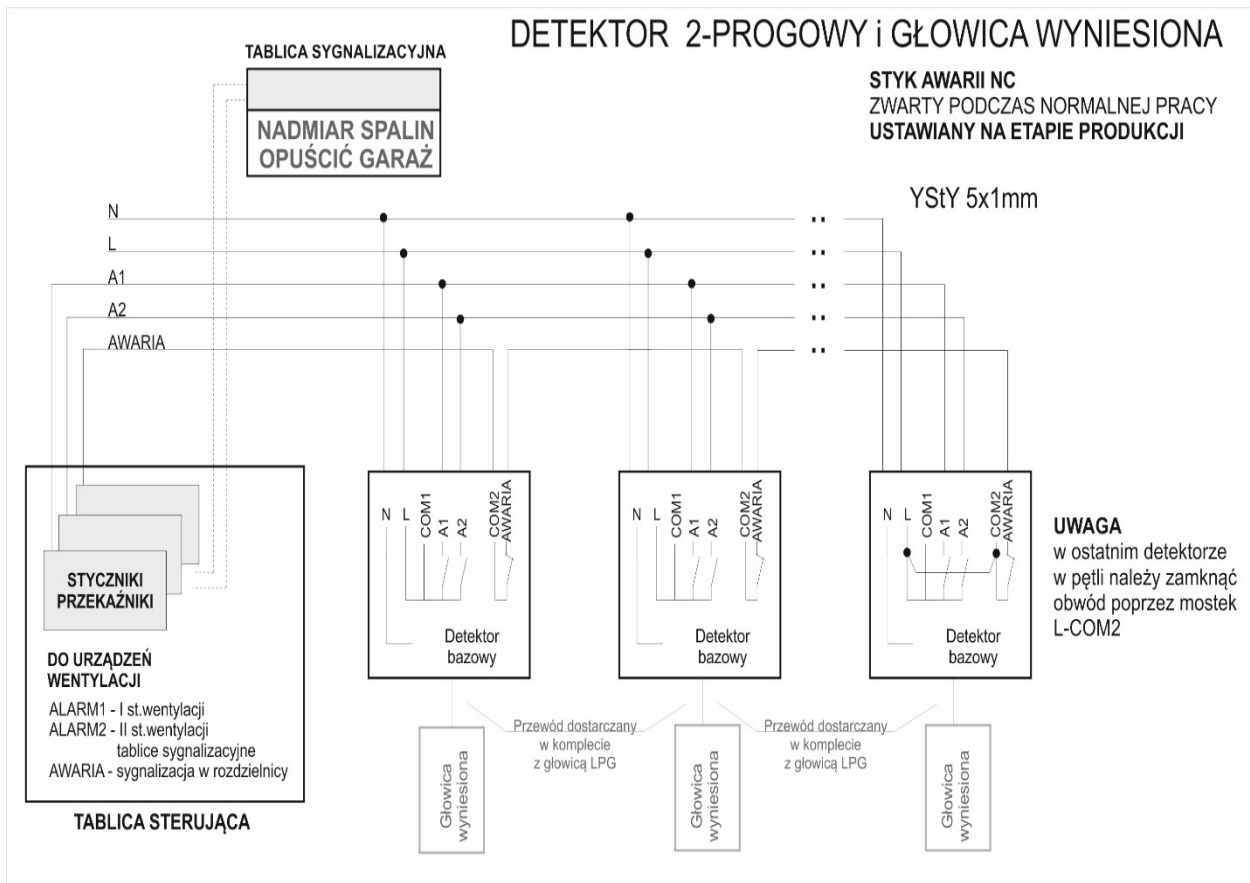 DETEKTOR 2-PROGOWY i GŁOWICA WYNIESIONA
TABLICA SYGNALIZACYJNA
NADMIAR SPALIN
OPUŚCIĆ GARAŻ
STYK AWARII NC
ZWARTY PODCZAS NORMALNEJ PRACY
USTAWIANY NA ETAPIE PRODUKCJI
YStY 5x1mm
N
L
A1
A2
AWARIA
STYCZNIKI
PRZEKAŹNIKI
DO URZĄDZEŃ
WENTYLACJI
ALARM1 - I st.wentylacji
ALARM2 - II st.wentylacji
tablice sygnalizacyjne
AWARIA - sygnalizacja w rozdzielnicy
TABLICA STERUJĄCA
N
L
COM1
A1
A2
COM2
AWARIA
Detektor
bazowy
N
L
COM1
A1
A2
COM2
AWARIA
Detektor
bazowy
N
L
COM1
A1
A2
COM2
AWARIA
Detektor
bazowy
UWAGA
w ostatnim detektorze
w pętli należy zamknąć
obwód poprzez mostek
L-COM2
Głowica
wyniesiona
Przewód dostarczany
w komplecie
z głowicą LPG
Głowica
wyniesiona
Przewód dostarczany
w komplecie
z głowicą LPG
Głowica
wyniesiona